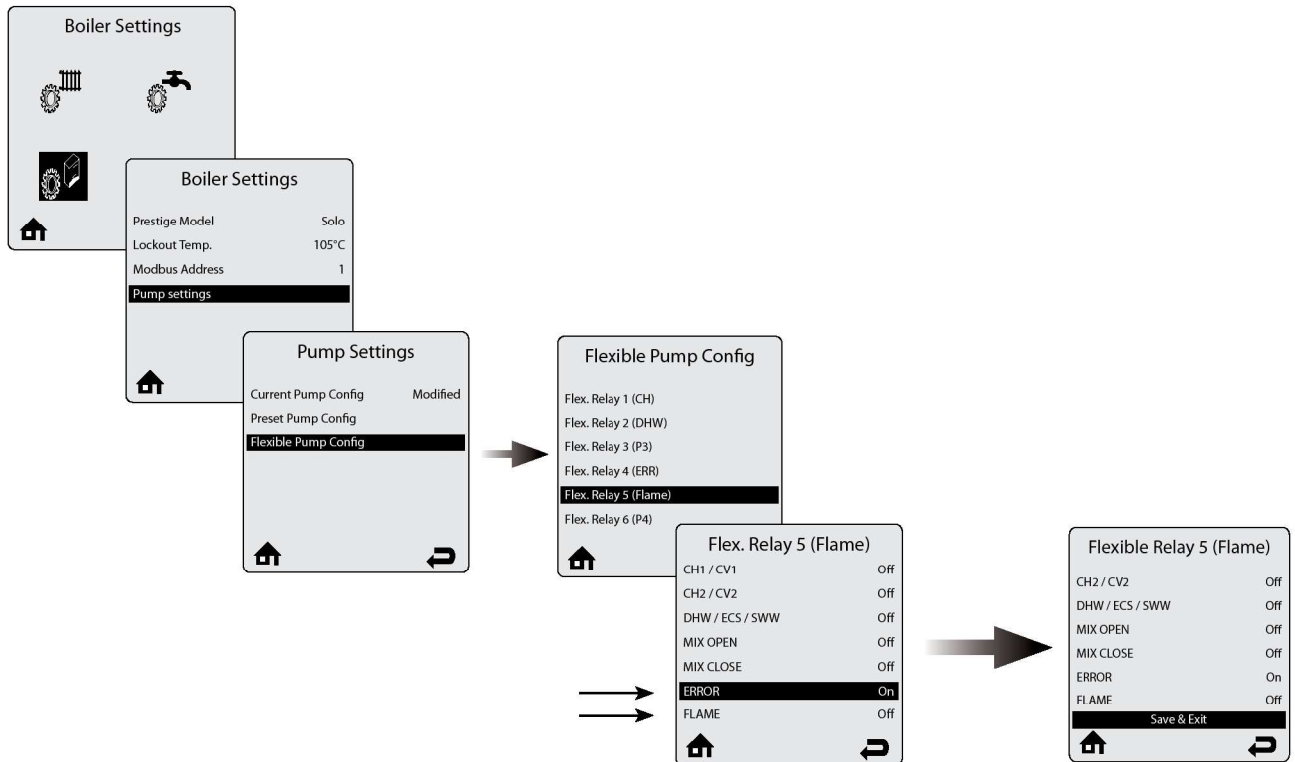 Boiler Settings
Boiler Settings
Prestige Model Solo
Lockout Temp. 105°C
Modbus Address 1
Pump settings
Pump Settings
Current Pump Config Modified
Preset Pump Config
Flexible Pump Config
Flexible Pump Config
Flex. Relay 1 (CH)
Flex. Relay 2 (DHW)
Flex. Relay 3 (P3)
Flex. Relay 4 (ERR)
Flex. Relay 5 (Flame)
Flex. Relay 6 (P4)
Flex. Relay 5 (Flame)
CH1 / CV1 Off
CH2 / CV2 Off
DHW / ECS / SWW Off
MIX OPEN Off
MIX CLOSE Off
ERROR On
FLAME Off
Flexible Relay 5 (Flame)
CH2 / CV2 Off
DHW / ECS / SWW Off
MIX OPEN Off
MIX CLOSE Off
ERROR On
FLAME Off
Save & Exit